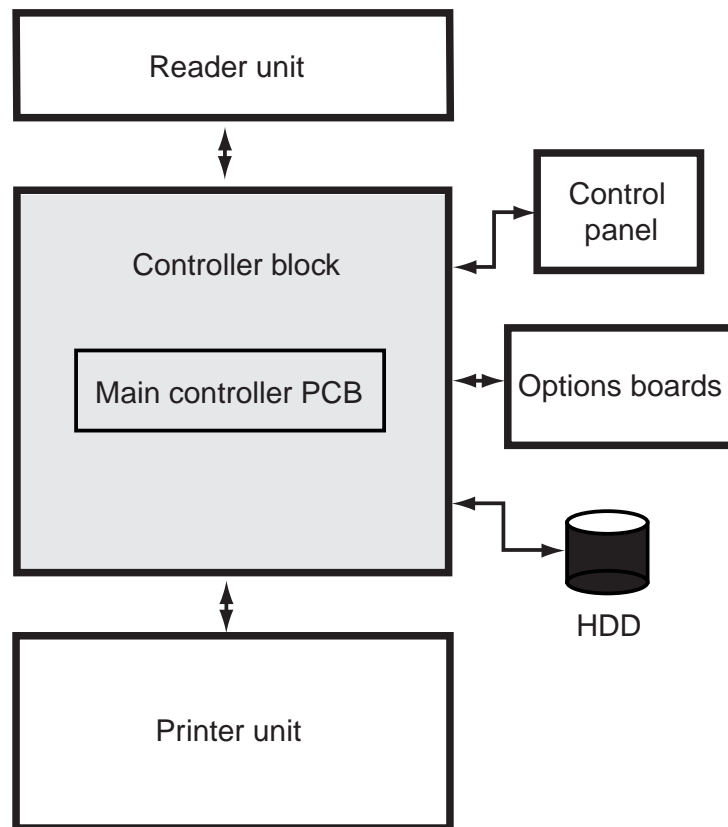 Reader unit
Control
panel
Controller block
Main controller PCB
Options boards
HDD
Printer unit